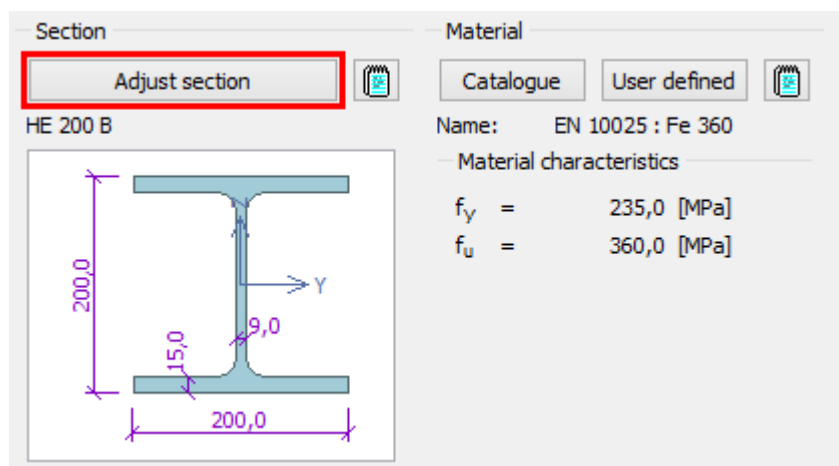 Section
Adjust section
HE 200 B
200,0
15,0
9,0
Y
200,0
Material
Catalogue
User defined
Name: EN 10025 : Fe 360
Material characteristics
fy = 235,0 [MPa]
fu = 360,0 [MPa]